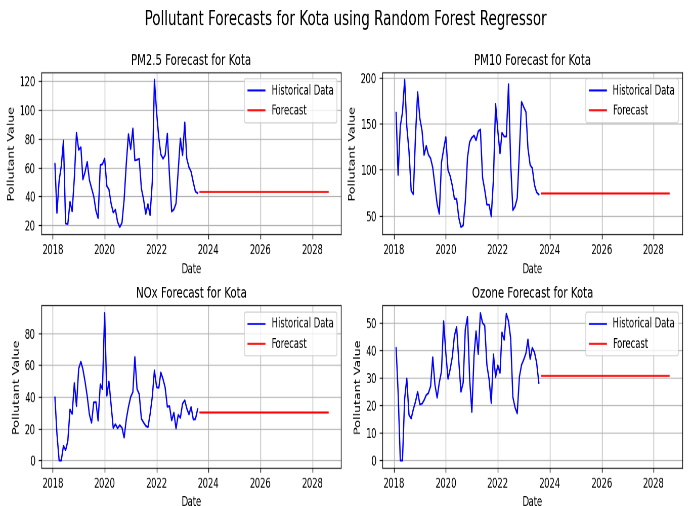 Pollutant Forecasts for Kota using Random Forest Regressor
PM2.5 Forecast for Kota
Pollutant Value
120
100
80
60
40
20
Historical Data
Forecast
2018 2020 2022 2024 2026 2028
Date
PM10 Forecast for Kota
Pollutant Value
200
150
100
50
Historical Data
Forecast
2018 2020 2022 2024 2026 2028
Date
NOx Forecast for Kota
Pollutant Value
80
60
40
20
0
Historical Data
Forecast
2018 2020 2022 2024 2026 2028
Date
Ozone Forecast for Kota
Pollutant Value
50
40
30
20
10
0
Historical Data
Forecast
2018 2020 2022 2024 2026 2028
Date